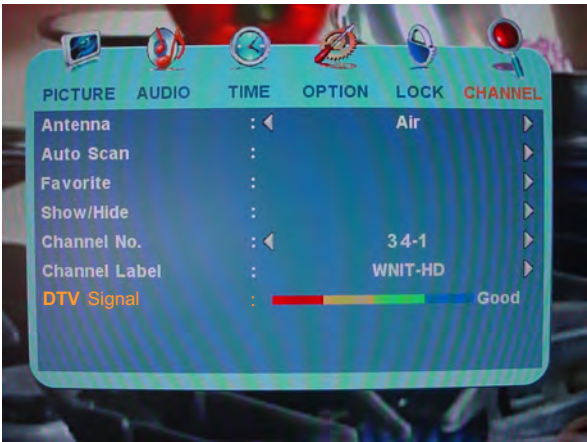 PICTURE AUDIO TIME OPTION LOCK CHANNEL
Antenna : Air
Auto Scan :
Favorite :
Show/Hide :
Channel No. : 34-1
Channel Label : WNIT-HD
DTV Signal : Good